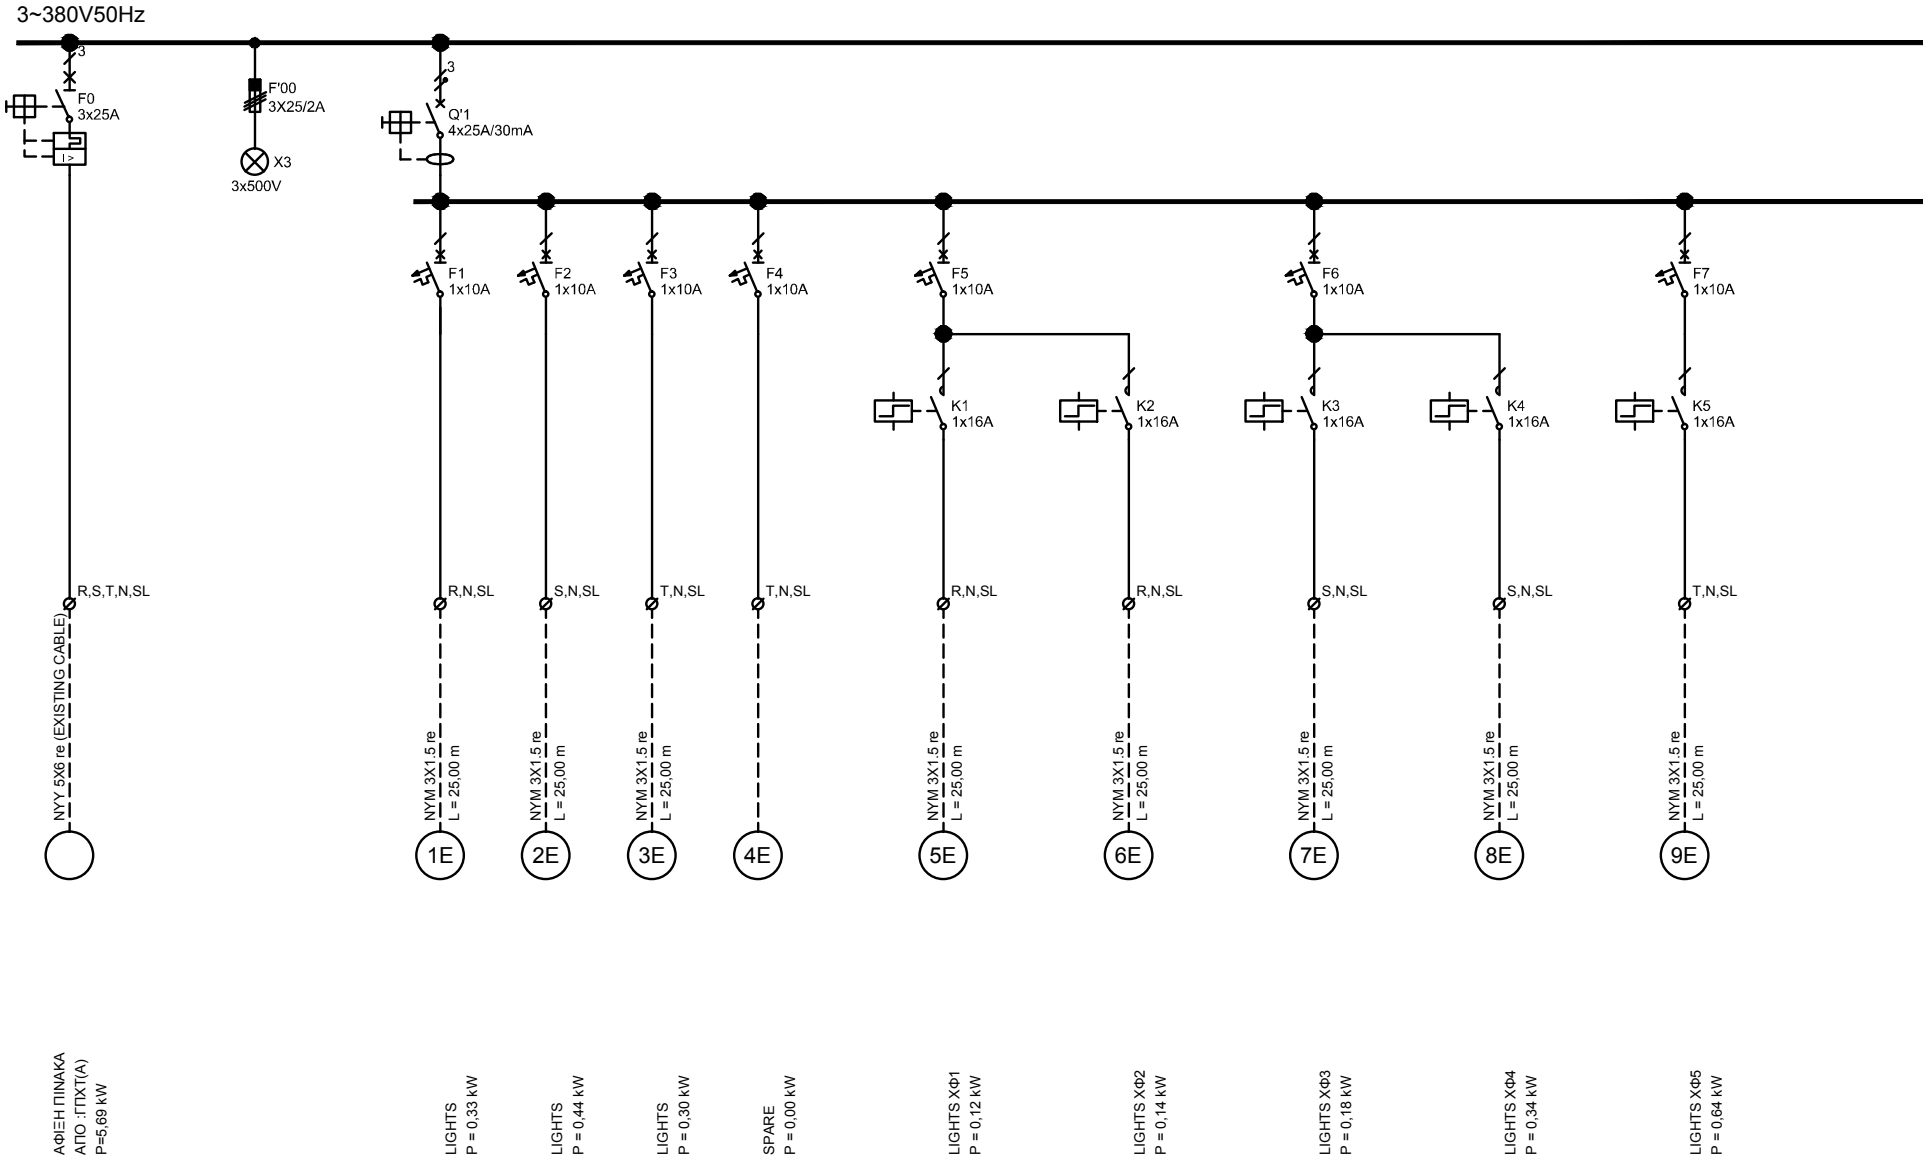 3~380V50Hz
3
F0
3x25A
I >
F'00
3X25/2A
X3
3x500V
3
Q'1
4x25A/30mA
F1
1x10A
F2
1x10A
F3
1x10A
F4
1x10A
F5
1x10A
F6
1x10A
F7
1x10A
K1
1x16A
K2
1x16A
K3
1x16A
K4
1x16A
K5
1x16A
R,S,T,N,SL
R,N,SL
S,N,SL
T,N,SL
T,N,SL
R,N,SL
R,N,SL
S,N,SL
S,N,SL
T,N,SL
NYY 5X6 re (EXISTING CABLE)
NYM 3X1.5 re
L = 25,00 m
NYM 3X1.5 re
L = 25,00 m
NYM 3X1.5 re
L = 25,00 m
NYM 3X1.5 re
L = 25,00 m
NYM 3X1.5 re
L = 25,00 m
NYM 3X1.5 re
L = 25,00 m
NYM 3X1.5 re
L = 25,00 m
NYM 3X1.5 re
L = 25,00 m
1E
2E
3E
4E
5E
6E
7E
8E
9E
ΑΦΙΞΗ ΠΙΝΑΚΑ
ΑΠΟ :ΓΠΧΤ(Α)
P=5,69 kW
LIGHTS
P = 0,33 kW
LIGHTS
P = 0,44 kW
LIGHTS
P = 0,30 kW
SPARE
P = 0,00 kW
LIGHTS ΧΦ1
P = 0,12 kW
LIGHTS ΧΦ2
P = 0,14 kW
LIGHTS ΧΦ3
P = 0,18 kW
LIGHTS ΧΦ4
P = 0,34 kW
LIGHTS ΧΦ5
P = 0,64 kW